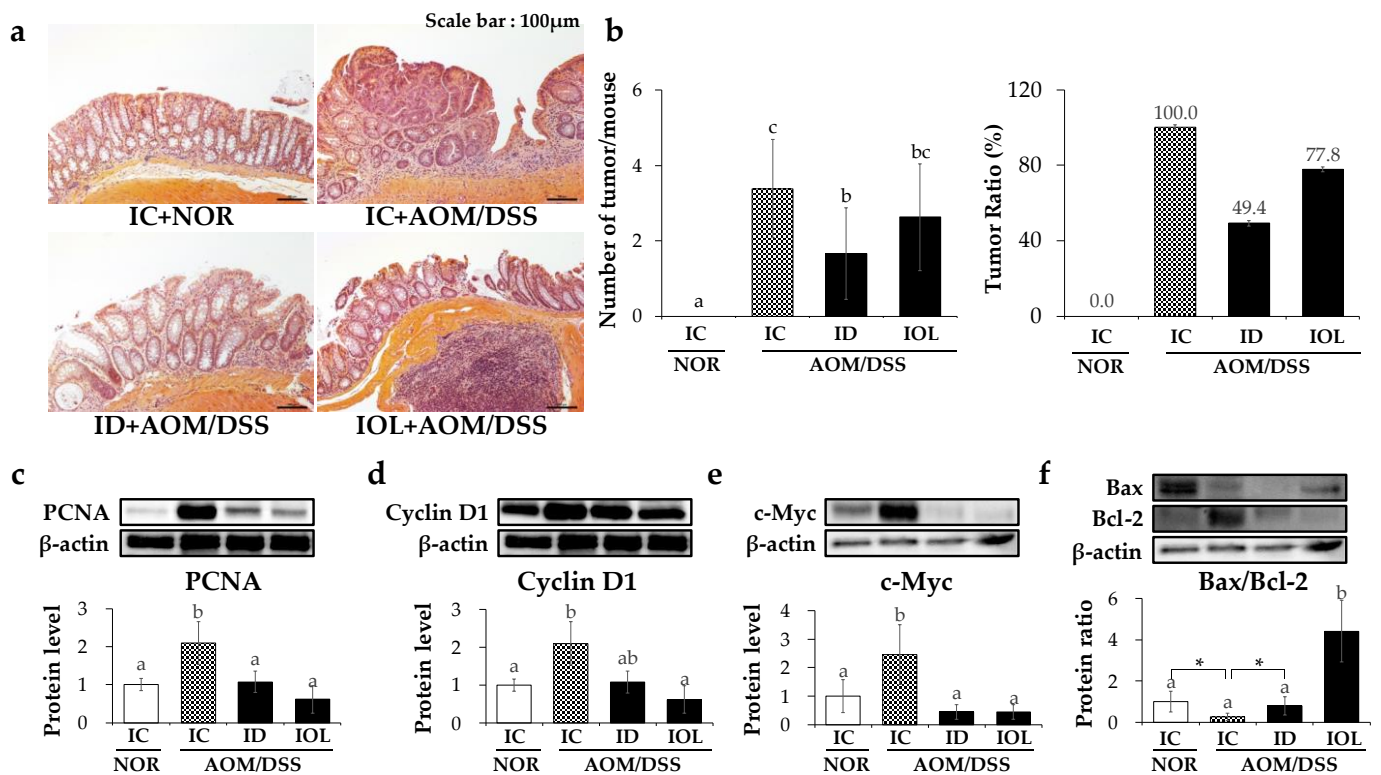 Scale bar : 100μm
a
IC+NOR
IC+AOM/DSS
ID+AOM/DSS
IOL+AOM/DSS
b
Number of tumor/mouse
6
4
2
0
a
c
b
bc
IC
IC
ID
IOL
NOR
AOM/DSS
Tumor Ratio (%)
120
80
40
0
0.0
100.0
49.4
77.8
IC
IC
ID
IOL
NOR
AOM/DSS
c
PCNA
β-actin
PCNA
Protein level
3
2
1
0
a
b
a
a
IC
IC
ID
IOL
NOR
AOM/DSS
d
Cyclin D1
β-actin
Cyclin D1
Protein level
3
2
1
0
a
b
ab
a
IC
IC
ID
IOL
NOR
AOM/DSS
e
c-Myc
β-actin
c-Myc
Protein level
4
3
2
1
0
a
b
a
a
IC
IC
ID
IOL
NOR
AOM/DSS
f
Bax
Bcl-2
β-actin
Bax/Bcl-2
Protein ratio
6
4
2
0
*
*
a
a
a
b
IC
IC
ID
IOL
NOR
AOM/DSS